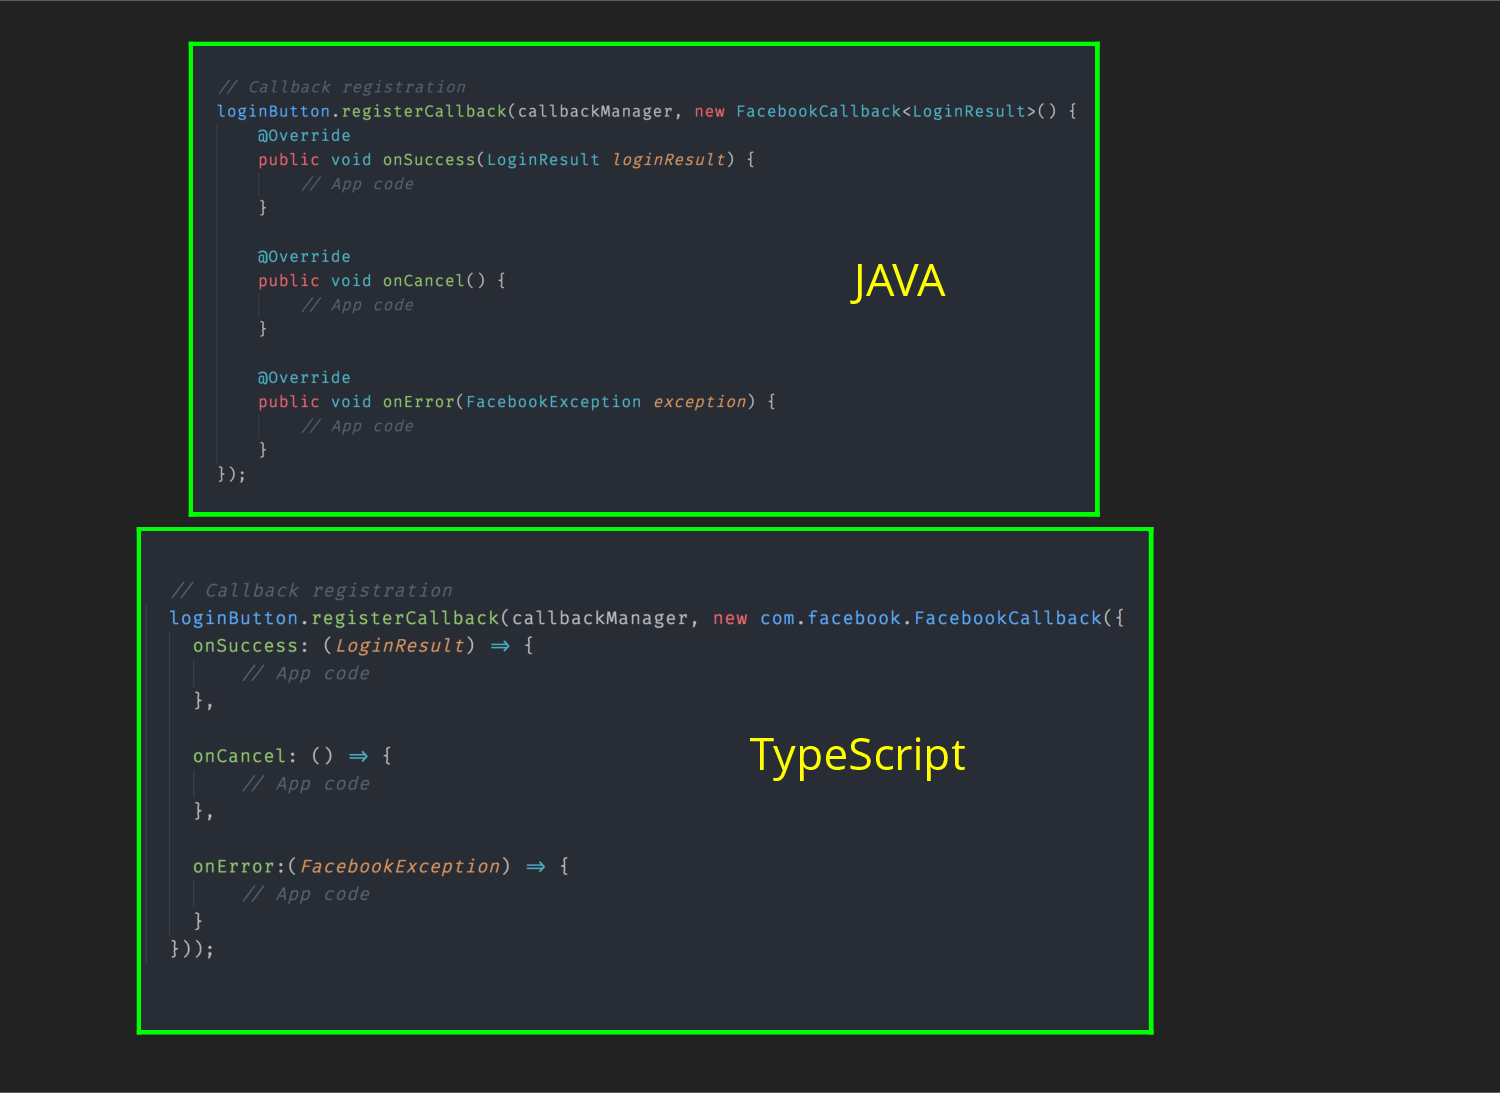 // Callback registration
loginButton.registerCallback(callbackManager, new FacebookCallback<LoginResult>() {
@Override
public void onSuccess(LoginResult loginResult) {
// App code
}
@Override
public void onCancel() {
// App code
}
@Override
public void onError(FacebookException exception) {
// App code
}
});
JAVA
// Callback registration
loginButton.registerCallback(callbackManager, new com.facebook.FacebookCallback({
onSuccess: (LoginResult) => {
// App code
},
onCancel: () => {
// App code
},
onError:(FacebookException) => {
// App code
}
}));
TypeScript